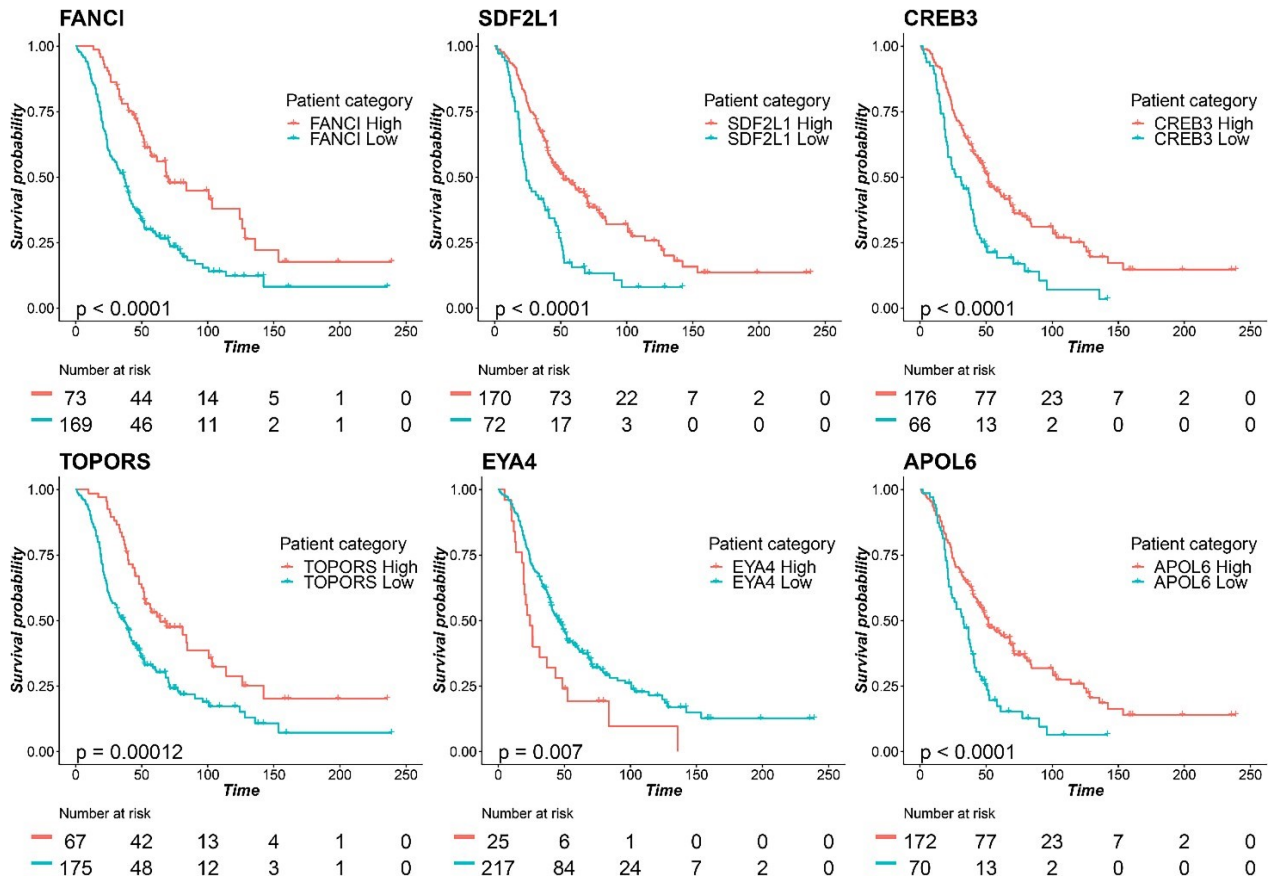 FANCI
SDF2L1
CREB3
Survival probability
1.00
0.75
0.50
0.25
0.00
Patient category
FANCI High
FANCI Low
p < 0.0001
0 50 100 150 200 250
Time
Survival probability
1.00
0.75
0.50
0.25
0.00
Patient category
SDF2L1 High
SDF2L1 Low
p < 0.0001
0 50 100 150 200 250
Time
Survival probability
1.00
0.75
0.50
0.25
0.00
Patient category
CREB3 High
CREB3 Low
p < 0.0001
0 50 100 150 200 250
Time
Number at risk
73 44 14 5 1 0
169 46 11 2 1 0
Number at risk
170 73 22 7 2 0
72 17 3 0 0 0
Number at risk
176 77 23 7 2 0
66 13 2 0 0 0
TOPORS
EYA4
APOL6
Survival probability
1.00
0.75
0.50
0.25
0.00
Patient category
TOPORS High
TOPORS Low
p = 0.00012
0 50 100 150 200 250
Time
Survival probability
1.00
0.75
0.50
0.25
0.00
Patient category
EYA4 High
EYA4 Low
p = 0.007
0 50 100 150 200 250
Time
Survival probability
1.00
0.75
0.50
0.25
0.00
Patient category
APOL6 High
APOL6 Low
p < 0.0001
0 50 100 150 200 250
Time
Number at risk
67 42 13 4 1 0
175 48 12 3 1 0
Number at risk
25 6 1 0 0 0
217 84 24 7 2 0
Number at risk
172 77 23 7 2 0
70 13 2 0 0 0